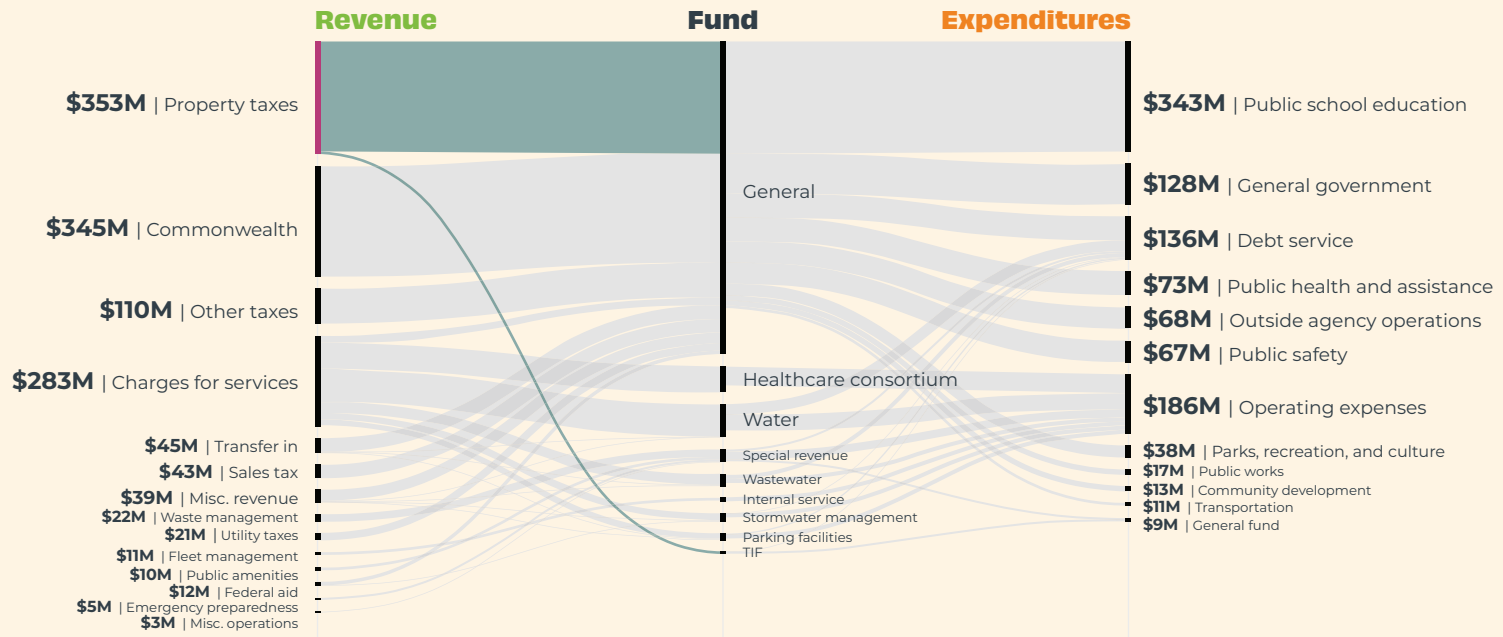 Revenue
Fund
Expenditures
$353M | Property taxes
$345M | Commonwealth
$110M | Other taxes
$283M | Charges for services
$45M | Transfer in
$43M | Sales tax
$39M | Misc. revenue
$22M | Waste management
$21M | Utility taxes
$11M | Fleet management
$10M | Public amenities
$12M | Federal aid
$5M | Emergency preparedness
$3M | Misc. operations
General
Healthcare consortium
Water
Special revenue
Wastewater
Internal service
Stormwater management
Parking facilities
TIF
$343M | Public school education
$128M | General government
$136M | Debt service
$73M | Public health and assistance
$68M | Outside agency operations
$67M | Public safety
$186M | Operating expenses
$38M | Parks, recreation, and culture
$17M | Public works
$13M | Community development
$11M | Transportation
$9M | General fund